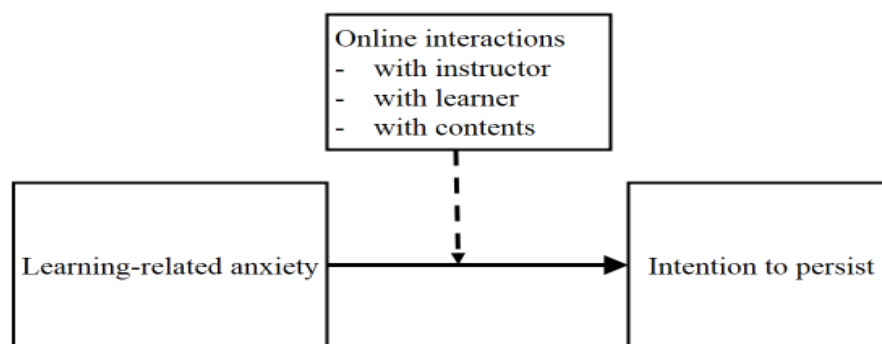 Online interactions
- with instructor
- with learner
- with contents
Learning-related anxiety
Intention to persist